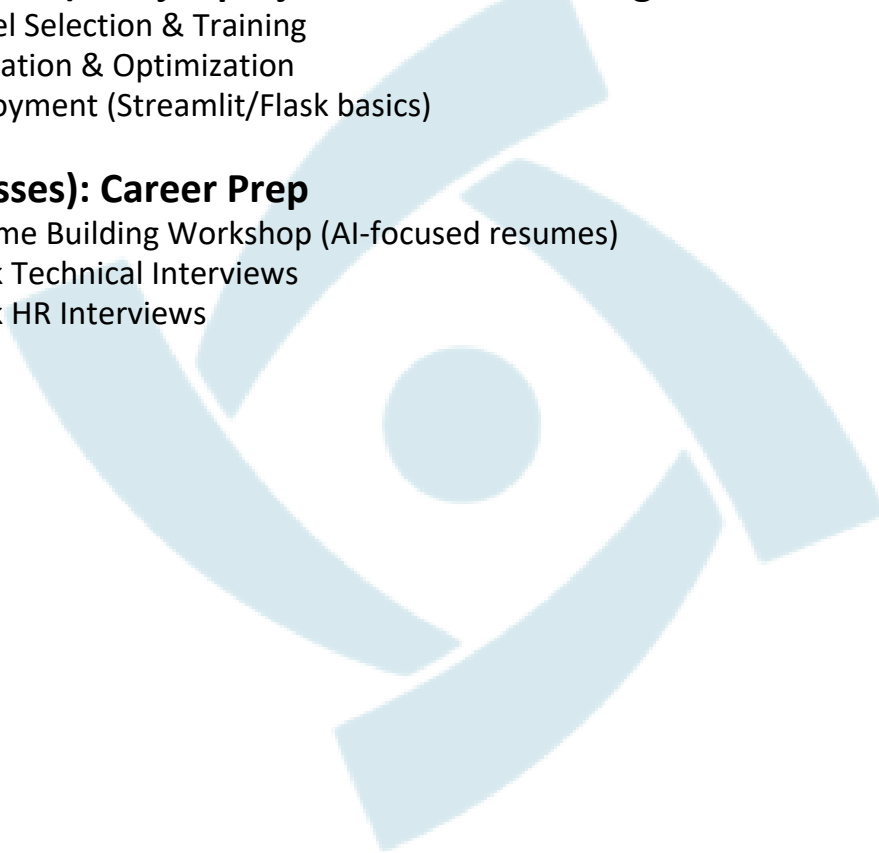 el Selection & Training
ation & Optimization
oyment (Streamlit/Flask basics)
sses): Career Prep
me Building Workshop (AI-focused resumes)
k Technical Interviews
k HR Interviews